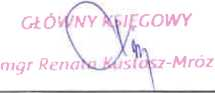 GŁÓWNY KSIĘGOWY
mgr Renata Kustosz-Mróz